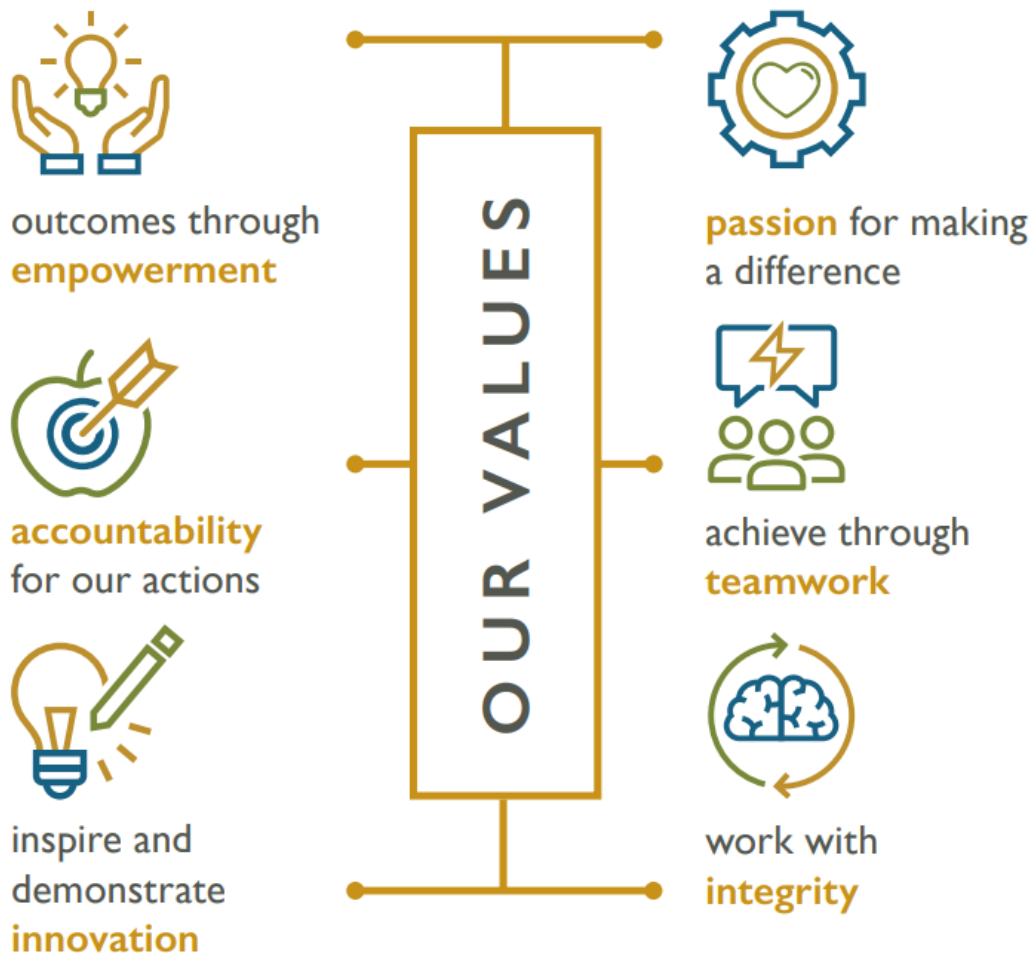 outcomes through
empowerment
accountability
for our actions
inspire and
demonstrate
innovation
OUR VALUES
passion for making
a difference
achieve through
teamwork
work with
integrity